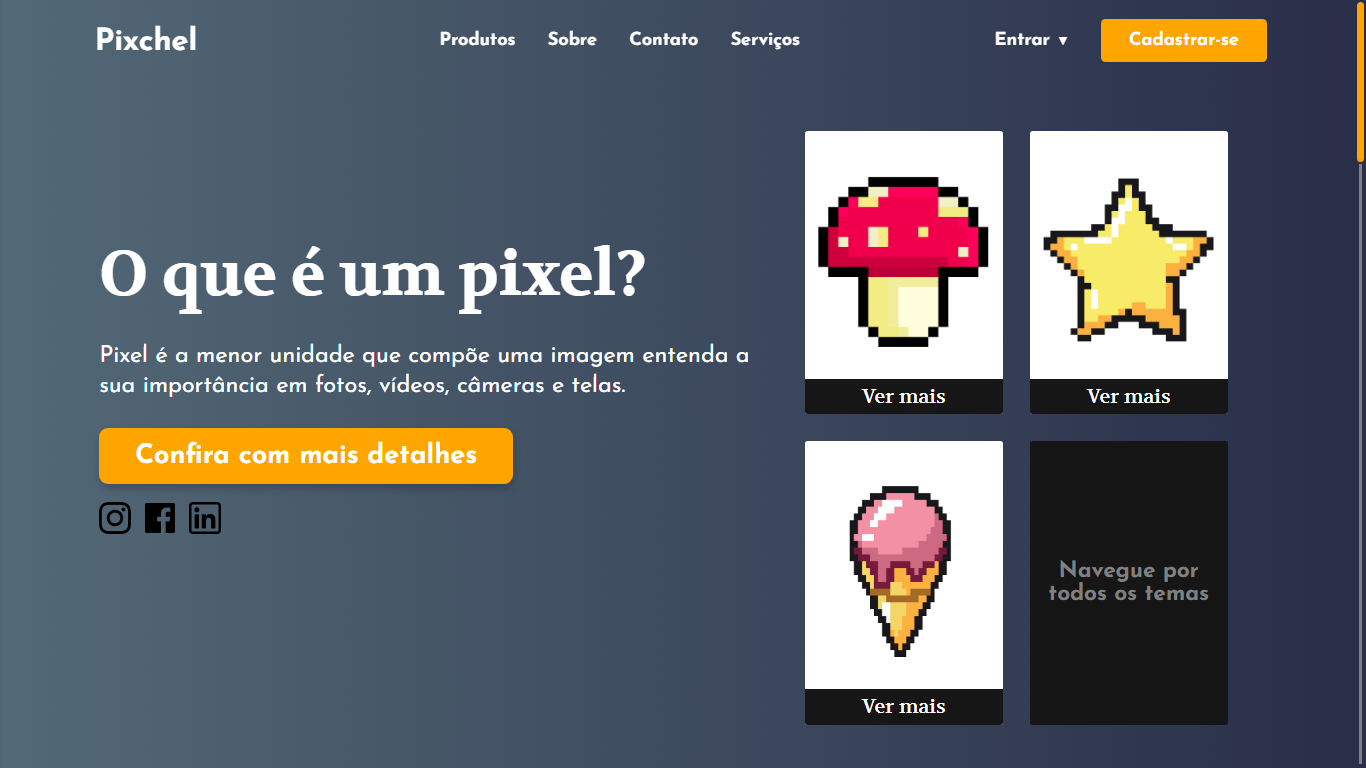 Pixchel
Produtos
Sobre
Contato
Serviços
Entrar ▼
Cadastrar-se
O que é um pixel?
Pixel é a menor unidade que compõe uma imagem entenda a
sua importância em fotos, vídeos, câmeras e telas.
Confira com mais detalhes
Ver mais
Ver mais
Ver mais
Navegue por
todos os temas